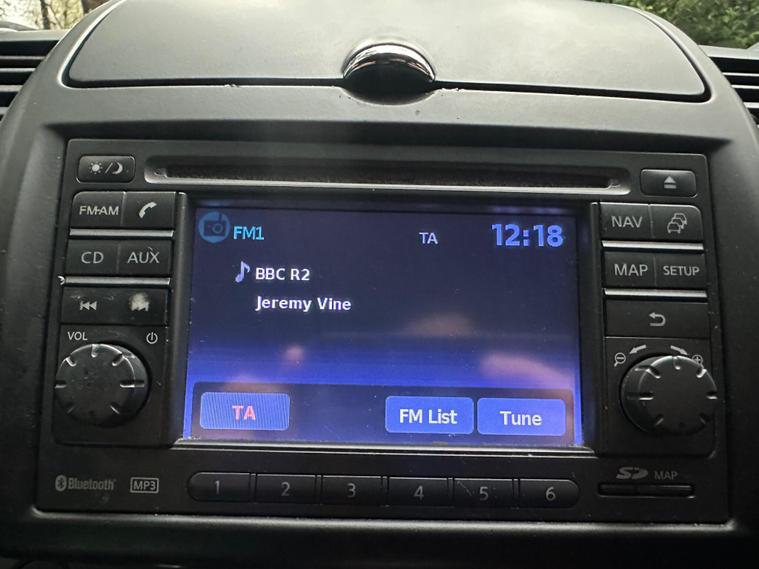 FM·AM
CD AUX
VOL
FM1 TA 12:18
BBC R2
Jeremy Vine
TA FM List Tune
NAV
MAP SETUP
Bluetooth MP3 1 2 3 4 5 6 SD MAP